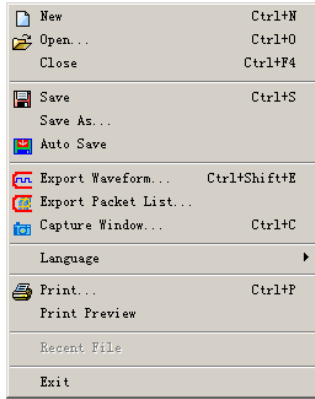 New Ctrl+N
Open... Ctrl+O
Close Ctrl+F4
Save Ctrl+S
Save As...
Auto Save
Export Waveform... Ctrl+Shift+E
Export Packet List...
Capture Window... Ctrl+C
Language
Print... Ctrl+P
Print Preview
Recent File
Exit